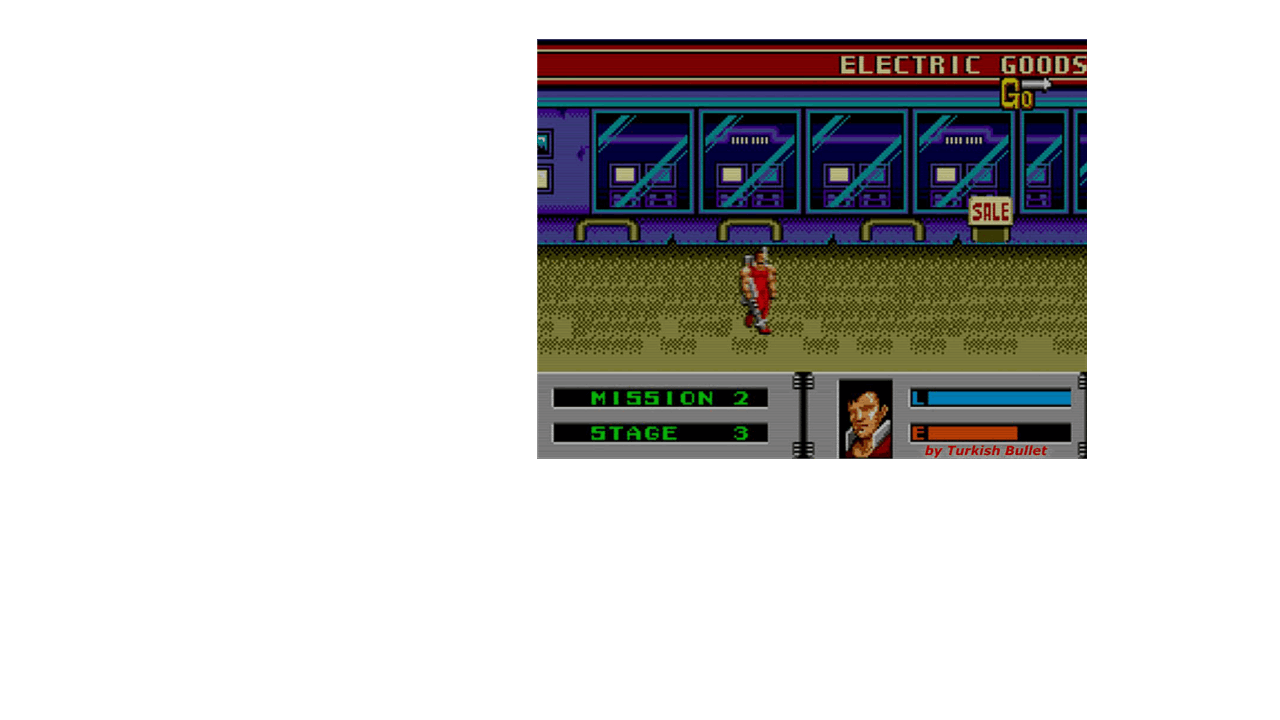 ELECTRIC GOODS
Go
SALE
MISSION 2
L
STAGE 3
E
by Turkish Bullet